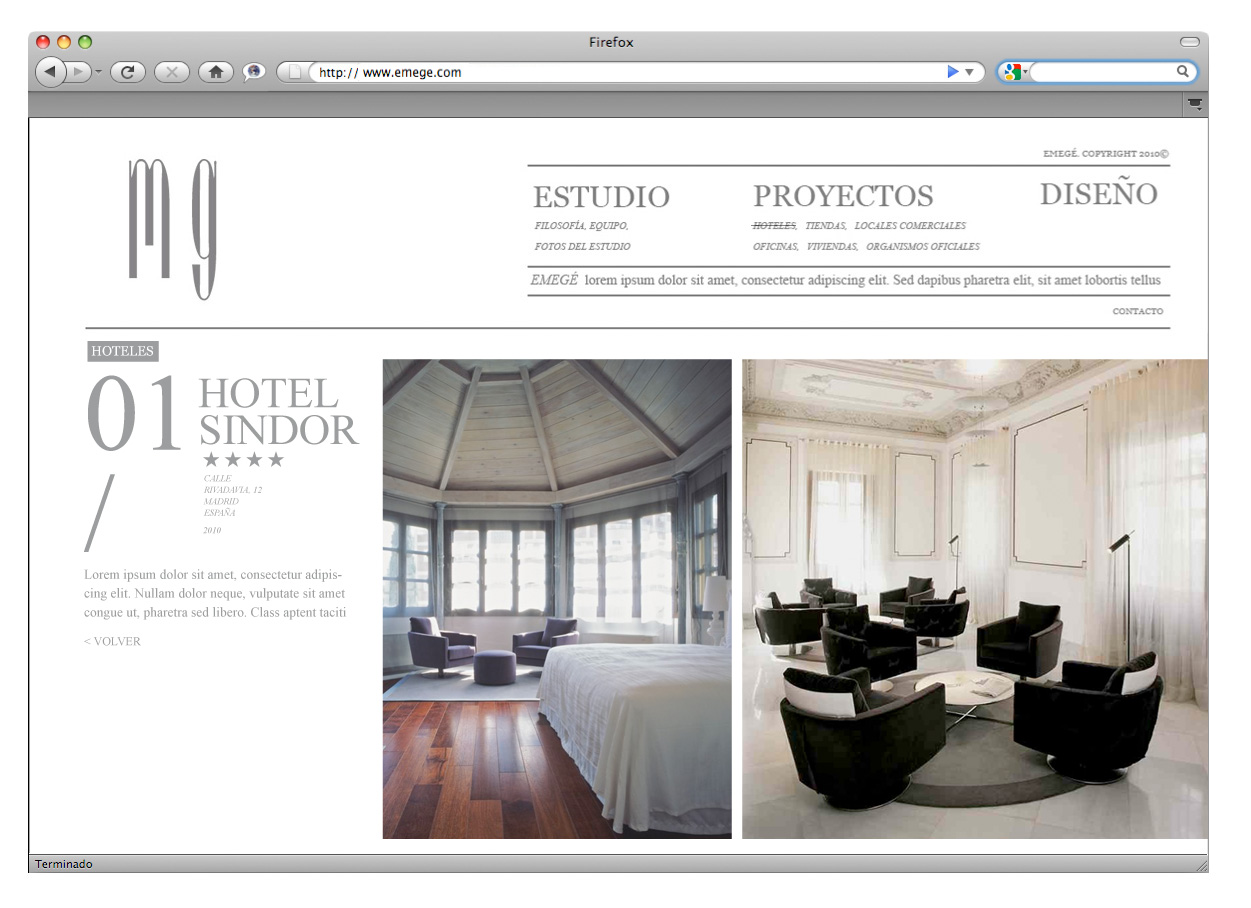 Firefox
http:// www.emege.com
mg
EMEGÉ. COPYRIGHT 2010©
ESTUDIO
FILOSOFÍA, EQUIPO,
FOTOS DEL ESTUDIO
PROYECTOS
HOTELES, TIENDAS, LOCALES COMERCIALES
OFICINAS, VIVIENDAS, ORGANISMOS OFICIALES
DISEÑO
EMEGÉ lorem ipsum dolor sit amet, consectetur adipiscing elit. Sed dapibus pharetra elit, sit amet lobortis tellus
CONTACTO
HOTELES
01
/
HOTEL
SINDOR
★★★★
CALLE
RIVADAVIA, 12
MADRID
ESPAÑA
2010
Lorem ipsum dolor sit amet, consectetur adipis-
cing elit. Nullam dolor neque, vulputate sit amet
congue ut, pharetra sed libero. Class aptent taciti
< VOLVER
Terminado